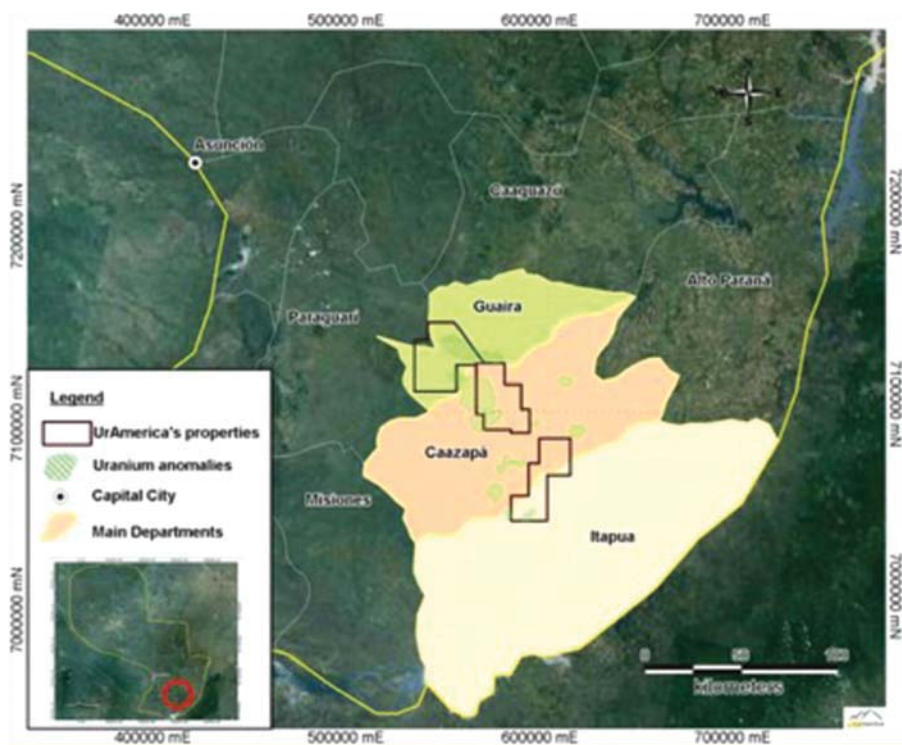 400000 mE 500000 mE 600000 mE 700000 mE
7200000 mN
7100000 mN
7000000 mN
7200000 mN
7100000 mN
7000000 mN
Asunción
Caaguazú
Alto Paraná
Guaira
Paraguarí
Caazapà
Misiones
Itapua
Legend
UrAmerica's properties
Uranium anomalies
Capital City
Main Departments
0 50 100
kilometers
400000 mE 500000 mE 600000 mE 700000 mE